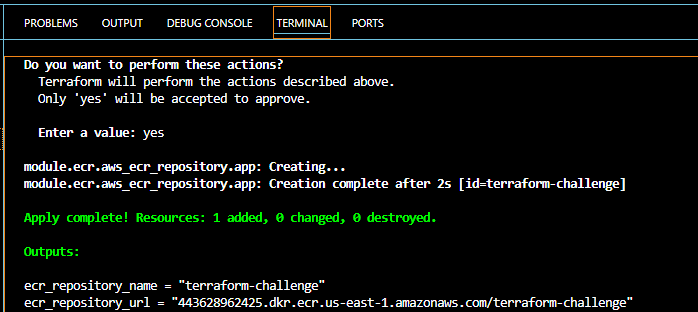 PROBLEMS OUTPUT DEBUG CONSOLE TERMINAL PORTS
Do you want to perform these actions?
Terraform will perform the actions described above.
Only 'yes' will be accepted to approve.
Enter a value: yes
module.ecr.aws_ecr_repository.app: Creating...
module.ecr.aws_ecr_repository.app: Creation complete after 2s [id=terraform-challenge]
Apply complete! Resources: 1 added, 0 changed, 0 destroyed.
Outputs:
ecr_repository_name = "terraform-challenge"
ecr_repository_url = "443628962425.dkr.ecr.us-east-1.amazonaws.com/terraform-challenge"